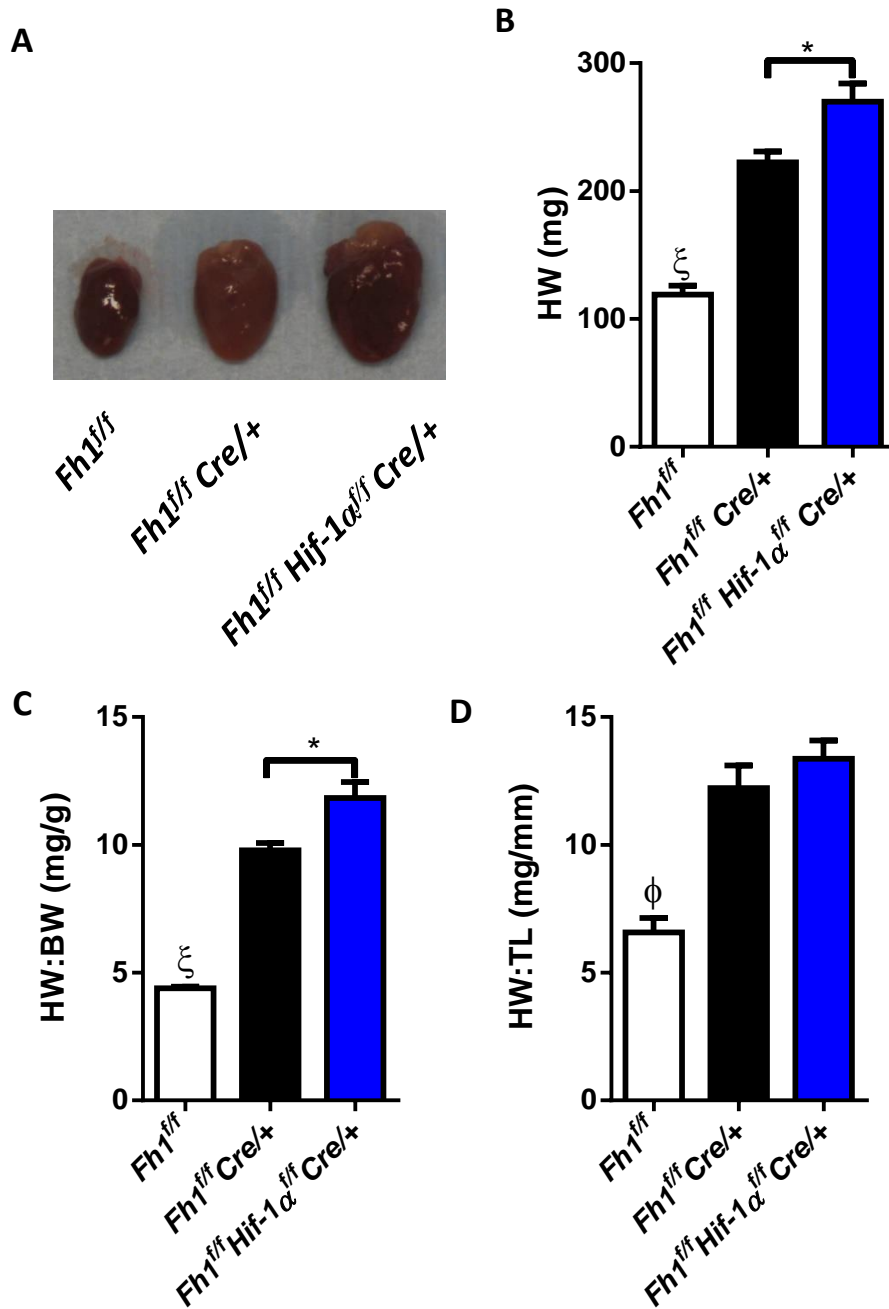 A
Fh1f/f
Fh1f/f Cre/+
Fh1f/f Hif-1αf/f Cre/+
B
HW (mg)
300
200
100
0
*
ξ
Fh1f/f
Fh1f/f Cre/+
Fh1f/f Hif-1αf/f Cre/+
C
HW:BW (mg/g)
15
10
5
0
*
ξ
Fh1f/f
Fh1f/f Cre/+
Fh1f/f Hif-1αf/f Cre/+
D
HW:TL (mg/mm)
15
10
5
0
ϕ
Fh1f/f
Fh1f/f Cre/+
Fh1f/f Hif-1αf/f Cre/+